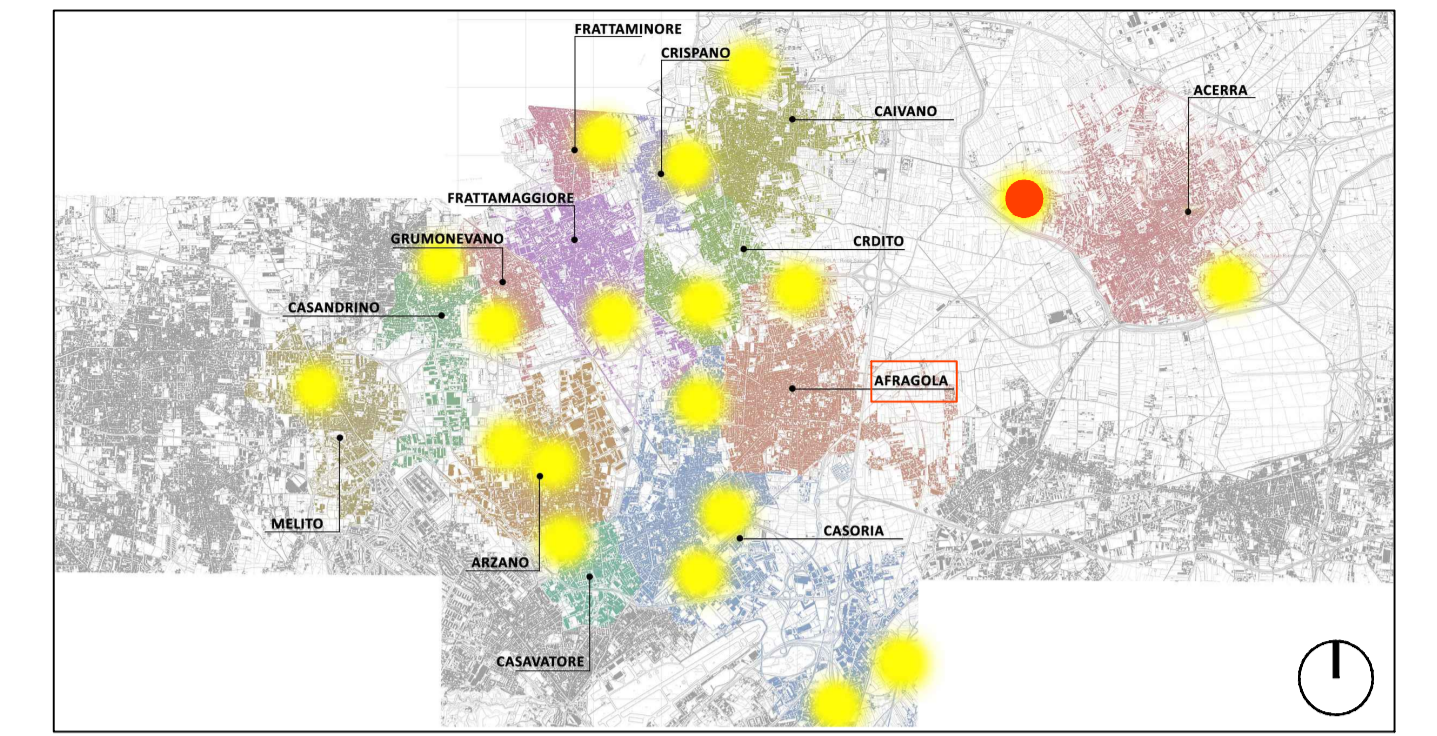 FRATTAMINORE
CRISPANO
ACERRA
CAIVANO
FRATTAMAGGIORE
GRUMONEVANO
CRDITO
CASANDRINO
AFRAGOLA
MELITO
CASORIA
ARZANO
CASAVATORE